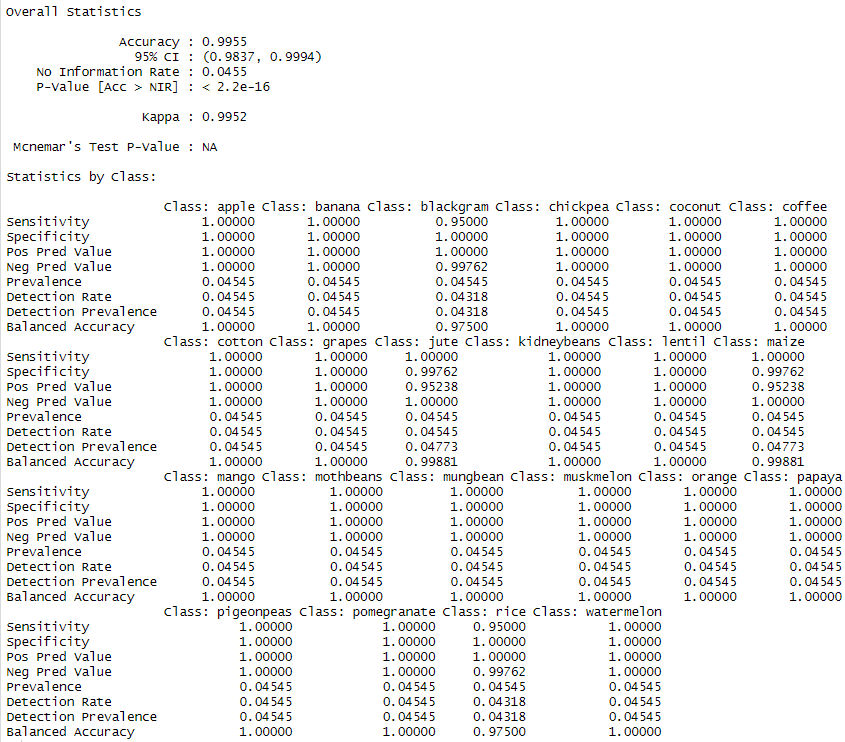 Overall Statistics
Accuracy : 0.9955
95% CI : (0.9837, 0.9994)
No Information Rate : 0.0455
P-Value [Acc > NIR] : < 2.2e-16
Kappa : 0.9952
Mcnemar's Test P-Value : NA
Statistics by Class:
Class: apple Class: banana Class: blackgram Class: chickpea Class: coconut Class: coffee
Sensitivity 1.00000 1.00000 0.95000 1.00000 1.00000 1.00000
Specificity 1.00000 1.00000 1.00000 1.00000 1.00000 1.00000
Pos Pred Value 1.00000 1.00000 1.00000 1.00000 1.00000 1.00000
Neg Pred Value 1.00000 1.00000 0.99762 1.00000 1.00000 1.00000
Prevalence 0.04545 0.04545 0.04545 0.04545 0.04545 0.04545
Detection Rate 0.04545 0.04545 0.04318 0.04545 0.04545 0.04545
Detection Prevalence 0.04545 0.04545 0.04318 0.04545 0.04545 0.04545
Balanced Accuracy 1.00000 1.00000 0.97500 1.00000 1.00000 1.00000
Class: cotton Class: grapes Class: jute Class: kidneybeans Class: lentil Class: maize
Sensitivity 1.00000 1.00000 1.00000 1.00000 1.00000 1.00000
Specificity 1.00000 1.00000 0.99762 1.00000 1.00000 0.99762
Pos Pred Value 1.00000 1.00000 0.95238 1.00000 1.00000 0.95238
Neg Pred Value 1.00000 1.00000 1.00000 1.00000 1.00000 1.00000
Prevalence 0.04545 0.04545 0.04545 0.04545 0.04545 0.04545
Detection Rate 0.04545 0.04545 0.04545 0.04545 0.04545 0.04545
Detection Prevalence 0.04545 0.04545 0.04773 0.04545 0.04545 0.04773
Balanced Accuracy 1.00000 1.00000 0.99881 1.00000 1.00000 0.99881
Class: mango Class: mothbeans Class: mungbean Class: muskmelon Class: orange Class: papaya
Sensitivity 1.00000 1.00000 1.00000 1.00000 1.00000 1.00000
Specificity 1.00000 1.00000 1.00000 1.00000 1.00000 1.00000
Pos Pred Value 1.00000 1.00000 1.00000 1.00000 1.00000 1.00000
Neg Pred Value 1.00000 1.00000 1.00000 1.00000 1.00000 1.00000
Prevalence 0.04545 0.04545 0.04545 0.04545 0.04545 0.04545
Detection Rate 0.04545 0.04545 0.04545 0.04545 0.04545 0.04545
Detection Prevalence 0.04545 0.04545 0.04545 0.04545 0.04545 0.04545
Balanced Accuracy 1.00000 1.00000 1.00000 1.00000 1.00000 1.00000
Class: pigeonpeas Class: pomegranate Class: rice Class: watermelon
Sensitivity 1.00000 1.00000 0.95000 1.00000
Specificity 1.00000 1.00000 1.00000 1.00000
Pos Pred Value 1.00000 1.00000 1.00000 1.00000
Neg Pred Value 1.00000 1.00000 0.99762 1.00000
Prevalence 0.04545 0.04545 0.04545 0.04545
Detection Rate 0.04545 0.04545 0.04318 0.04545
Detection Prevalence 0.04545 0.04545 0.04318 0.04545
Balanced Accuracy 1.00000 1.00000 0.97500 1.00000